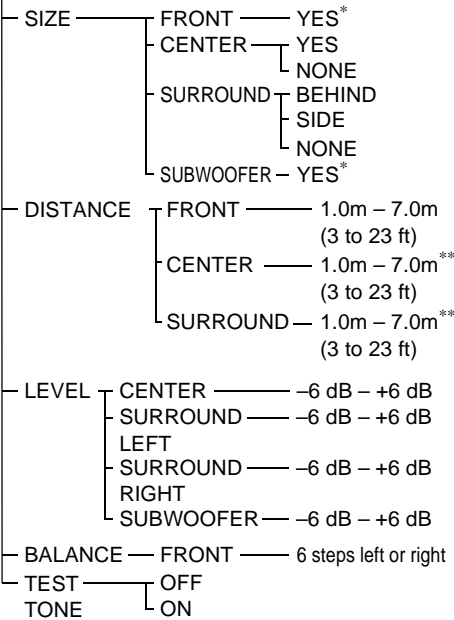 SIZE FRONT YES*
CENTER YES
NONE
SURROUND BEHIND
SIDE
NONE
SUBWOOFER YES*
DISTANCE FRONT 1.0m – 7.0m
(3 to 23 ft)
CENTER 1.0m – 7.0m**
(3 to 23 ft)
SURROUND 1.0m – 7.0m**
(3 to 23 ft)
LEVEL CENTER –6 dB – +6 dB
SURROUND –6 dB – +6 dB
LEFT
SURROUND –6 dB – +6 dB
RIGHT
SUBWOOFER –6 dB – +6 dB
BALANCE FRONT 6 steps left or right
TEST OFF
TONE ON